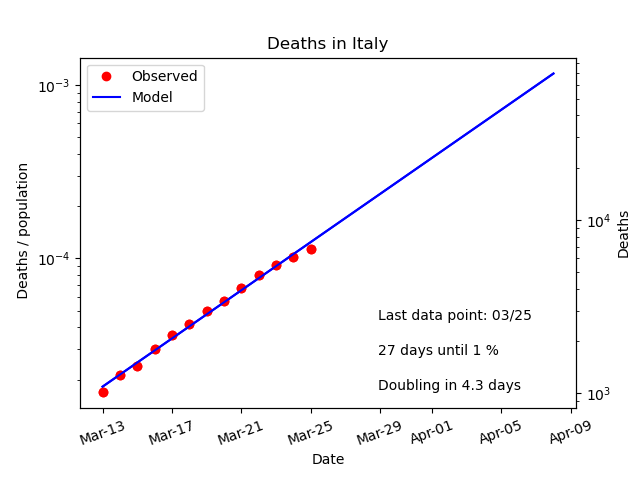 Deaths in Italy
Observed
Model
10⁻³
10⁻⁴
Deaths / population
10⁴
10³
Deaths
Last data point: 03/25
27 days until 1 %
Doubling in 4.3 days
Mar-13
Mar-17
Mar-21
Mar-25
Mar-29
Apr-01
Apr-05
Apr-09
Date